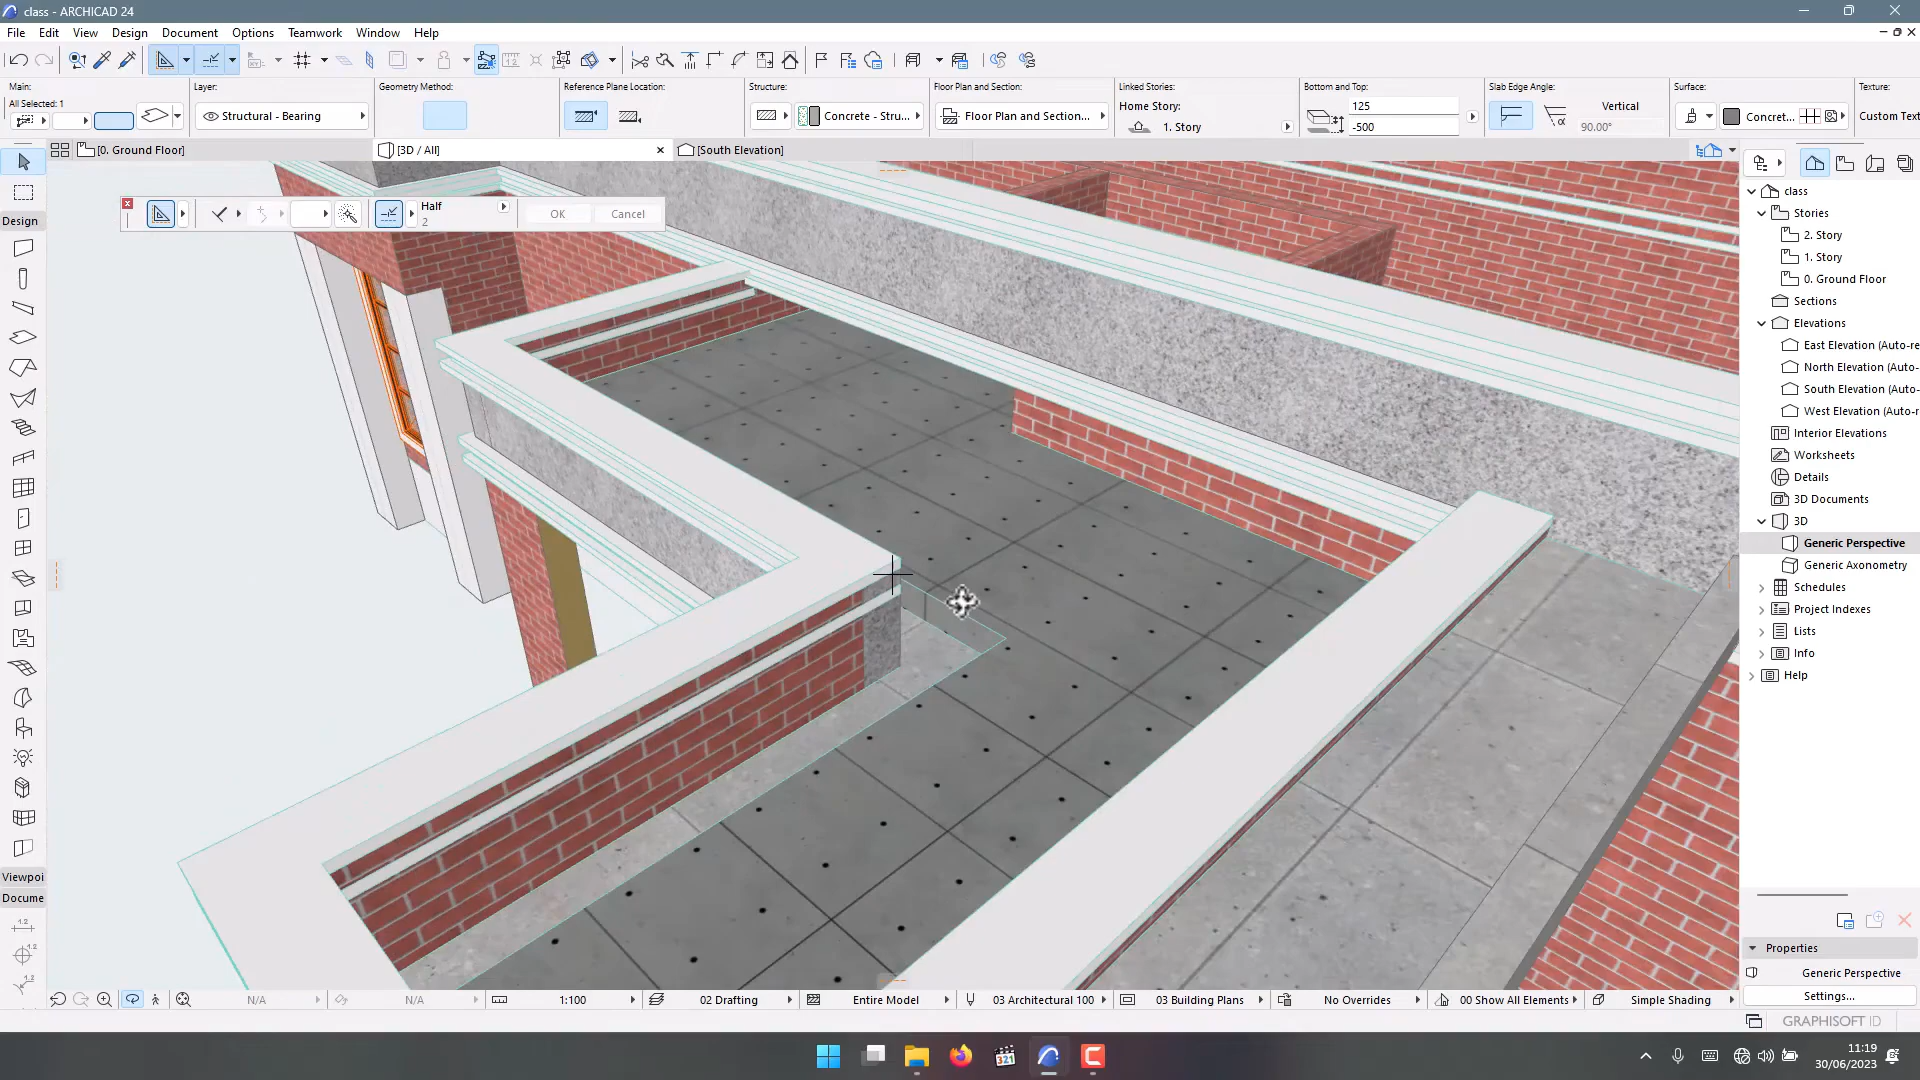 class - ARCHICAD 24
File Edit View Design Document Options Teamwork Window Help
Main:
All Selected: 1
Layer:
Structural - Bearing
Geometry Method:
Reference Plane Location:
Structure:
Concrete - Stru...
Floor Plan and Section:
Floor Plan and Section...
Linked Stories:
Home Story:
1. Story
Bottom and Top:
125
-500
Slab Edge Angle:
Vertical
90.00°
Surface:
Concret...
Texture:
Custom Text
[0. Ground Floor]
[3D / All]
[South Elevation]
Half
2
OK
Cancel
Design
Viewpoi
Docume
class
Stories
2. Story
1. Story
0. Ground Floor
Sections
Elevations
East Elevation (Auto-re
North Elevation (Auto-
South Elevation (Auto-r
West Elevation (Auto-r
Interior Elevations
Worksheets
Details
3D Documents
3D
Generic Perspective
Generic Axonometry
Schedules
Project Indexes
Lists
Info
Help
Properties
Generic Perspective
Settings...
N/A
N/A
1:100
02 Drafting
Entire Model
03 Architectural 100
03 Building Plans
No Overrides
00 Show All Elements
Simple Shading
GRAPHISOFT ID
321
11:19
30/06/2023